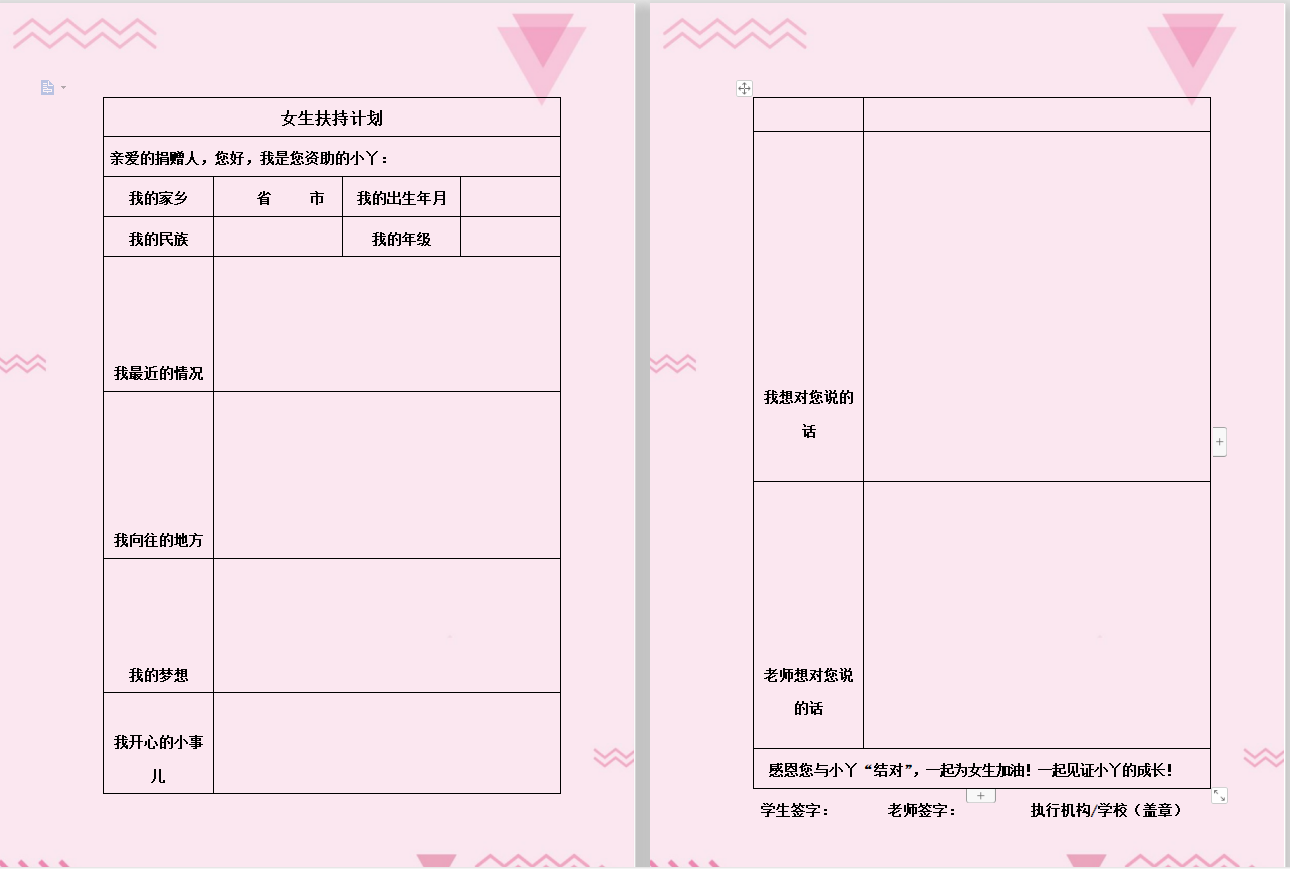 女生扶持计划
亲爱的捐赠人，您好，我是您资助的小丫：
我的家乡 省 市 我的出生年月
我的民族 我的年级
我最近的情况
我向往的地方
我的梦想
我开心的小事
儿
我想对您说的
话
老师想对您说
的话
感恩您与小丫“结对”，一起为女生加油！一起见证小丫的成长！
学生签字： 老师签字： 执行机构/学校（盖章）